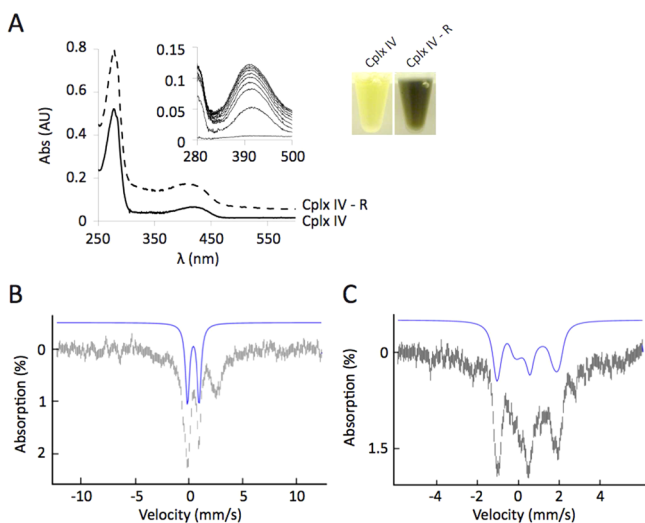 A
Cplx IV
Cplx IV - R
0.8
0.6
0.4
0.2
0
Abs (AU)
0.15
0.1
0.05
0
280 390 500
Cplx IV - R
Cplx IV
250 350 450 550
λ (nm)
B
0
1
2
Absorption (%)
-10 -5 0 5 10
Velocity (mm/s)
C
0
1.5
Absorption (%)
-4 -2 0 2 4
Velocity (mm/s)